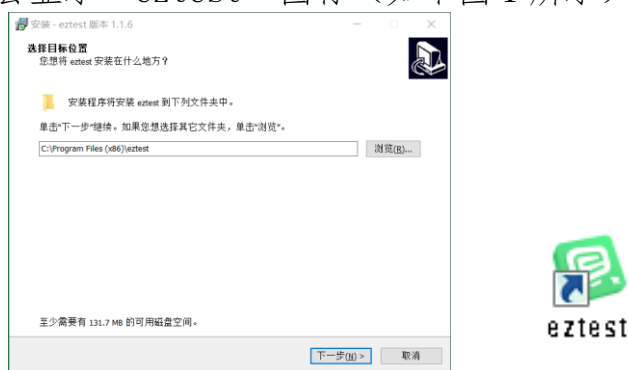 安装 - eztest 版本 1.1.6
选择目标位置
您想将 eztest 安装在什么地方？
安装程序将安装 eztest 到下列文件夹中。
单击“下一步”继续。如果您想选择其它文件夹，单击“浏览”。
C:\Program Files (x86)\eztest
浏览(R)...
至少需要有 131.7 MB 的可用磁盘空间。
下一步(N) >
取消
eztest